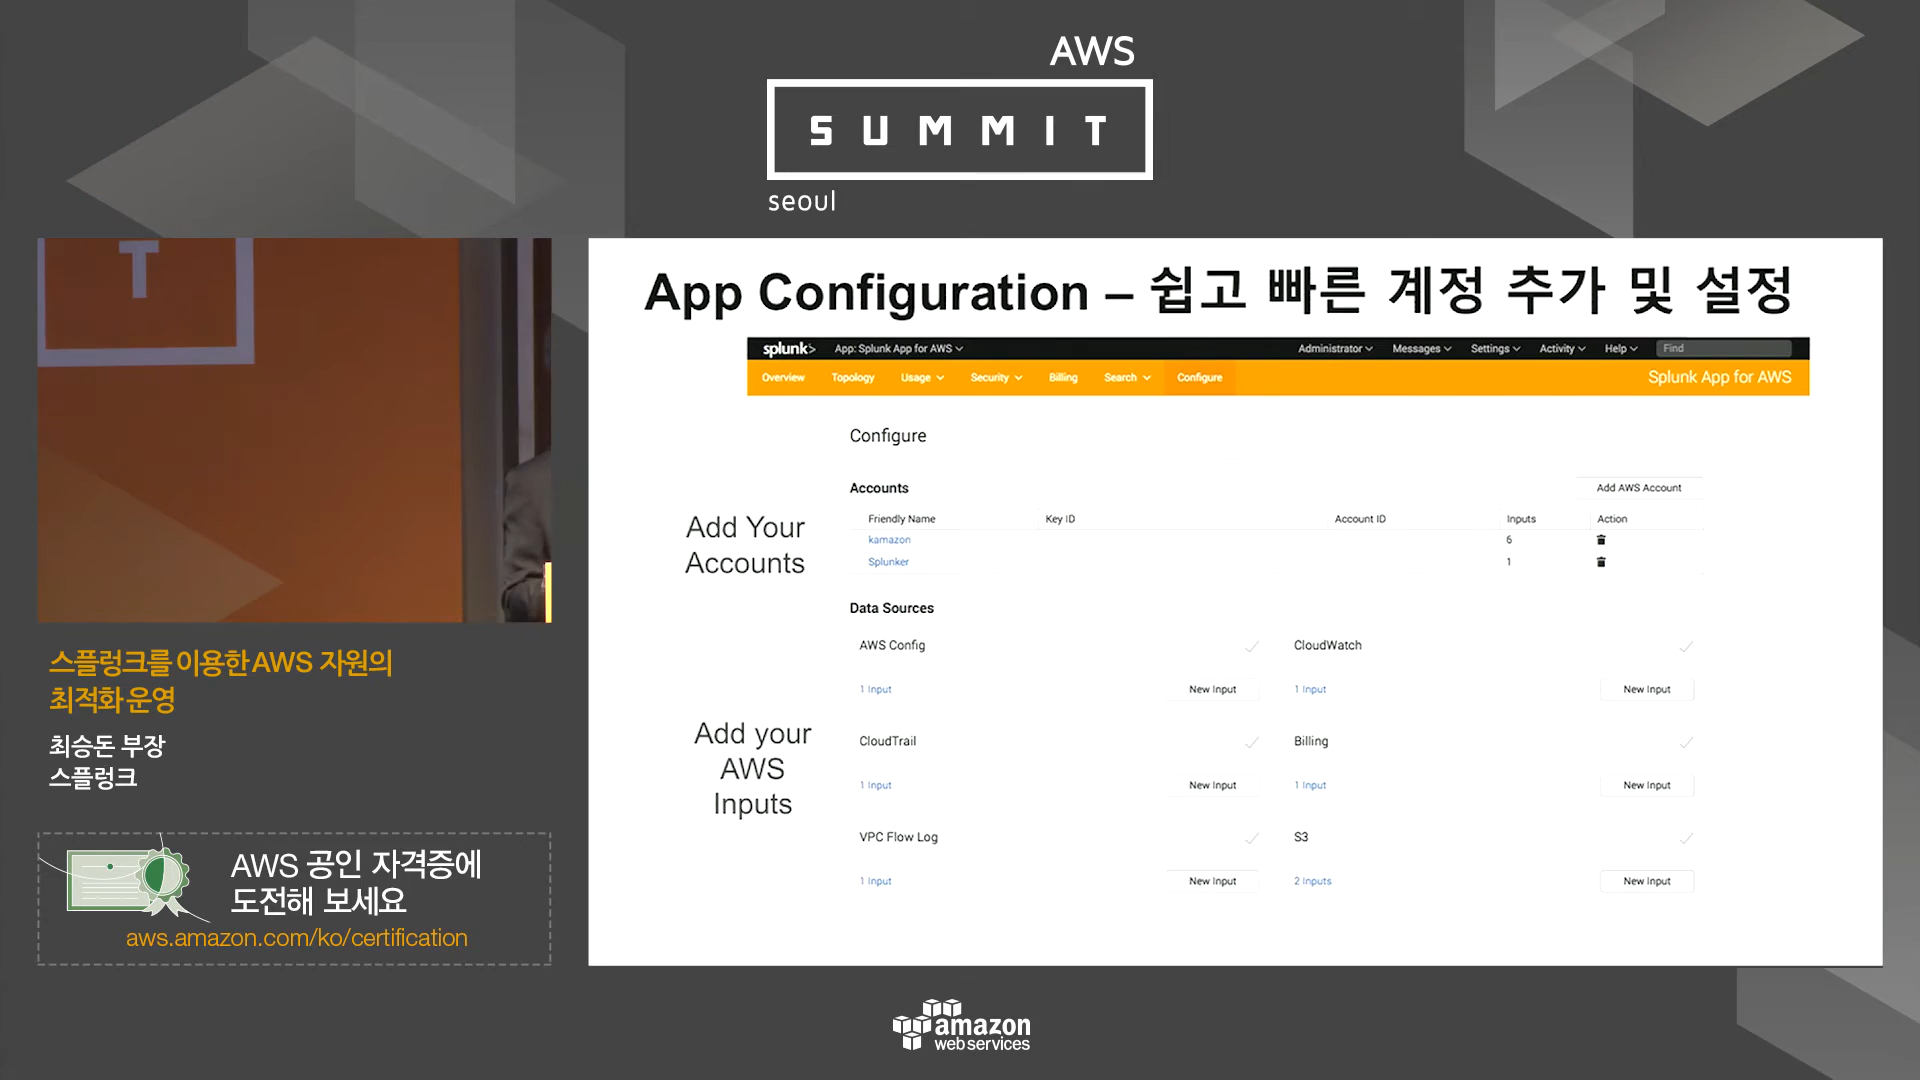 AWS
SUMMIT
seoul
T
스플렁크를 이용한 AWS 자원의
최적화 운영
최승돈 부장
스플렁크
AWS 공인 자격증에
도전해 보세요
aws.amazon.com/ko/certification
App Configuration – 쉽고 빠른 계정 추가 및 설정
splunk> App: Splunk App for AWS Administrator Messages Settings Activity Help Find
Overview Topology Usage Security Billing Search Configure Splunk App for AWS
Configure
Accounts Add AWS Account
Add Your
Accounts
Friendly Name Key ID Account ID Inputs Action
kamazon 6
Splunker 1
Data Sources
Add your
AWS
Inputs
AWS Config CloudWatch
1 Input New Input 1 Input New Input
CloudTrail Billing
1 Input New Input 1 Input New Input
VPC Flow Log S3
1 Input New Input 2 Inputs New Input
amazon
web services